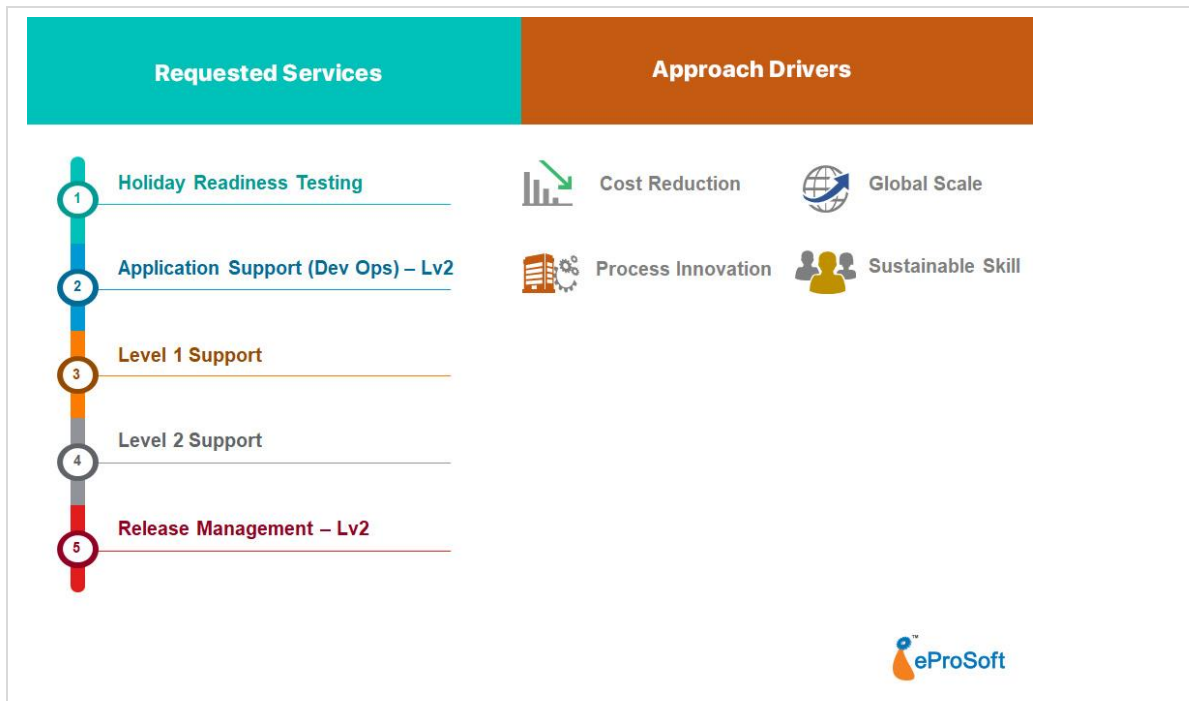 Requested Services
Approach Drivers
1
Holiday Readiness Testing
2
Application Support (Dev Ops) – Lv2
3
Level 1 Support
4
Level 2 Support
5
Release Management – Lv2
Cost Reduction
Global Scale
Process Innovation
Sustainable Skill
™
eProSoft